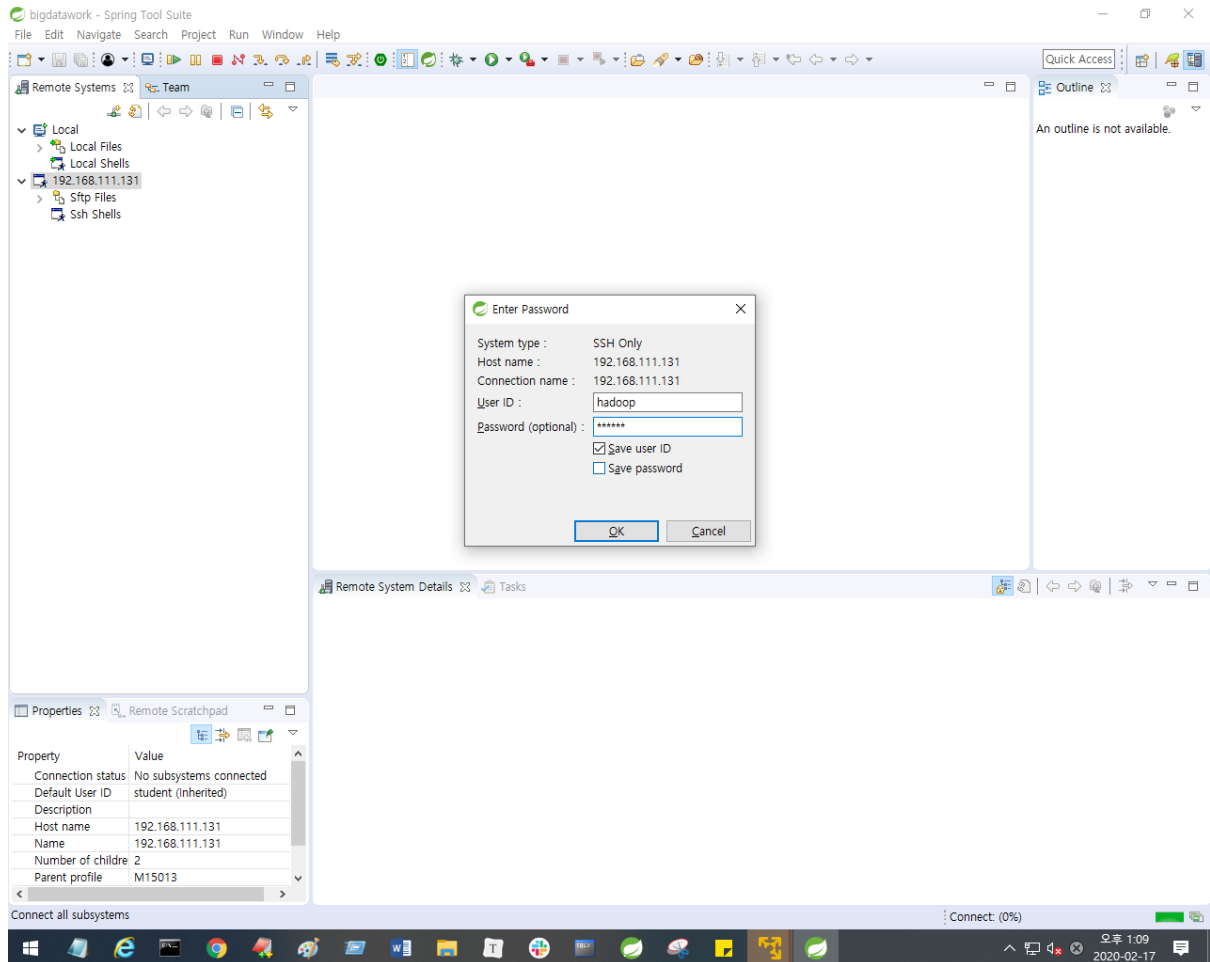 bigdatawork - Spring Tool Suite
File Edit Navigate Search Project Run Window Help
Quick Access
Remote Systems Team
Outline
Local
An outline is not available.
Local Files
Local Shells
192.168.111.131
Sftp Files
Ssh Shells
Enter Password
System type : SSH Only
Host name : 192.168.111.131
Connection name : 192.168.111.131
User ID : hadoop
Password (optional) : ******
Save user ID
Save password
OK Cancel
Remote System Details Tasks
Properties Remote Scratchpad
Property Value
Connection status No subsystems connected
Default User ID student (Inherited)
Description
Host name 192.168.111.131
Name 192.168.111.131
Number of childre 2
Parent profile M15013
Connect all subsystems Connect: (0%)
오후 1:09
2020-02-17